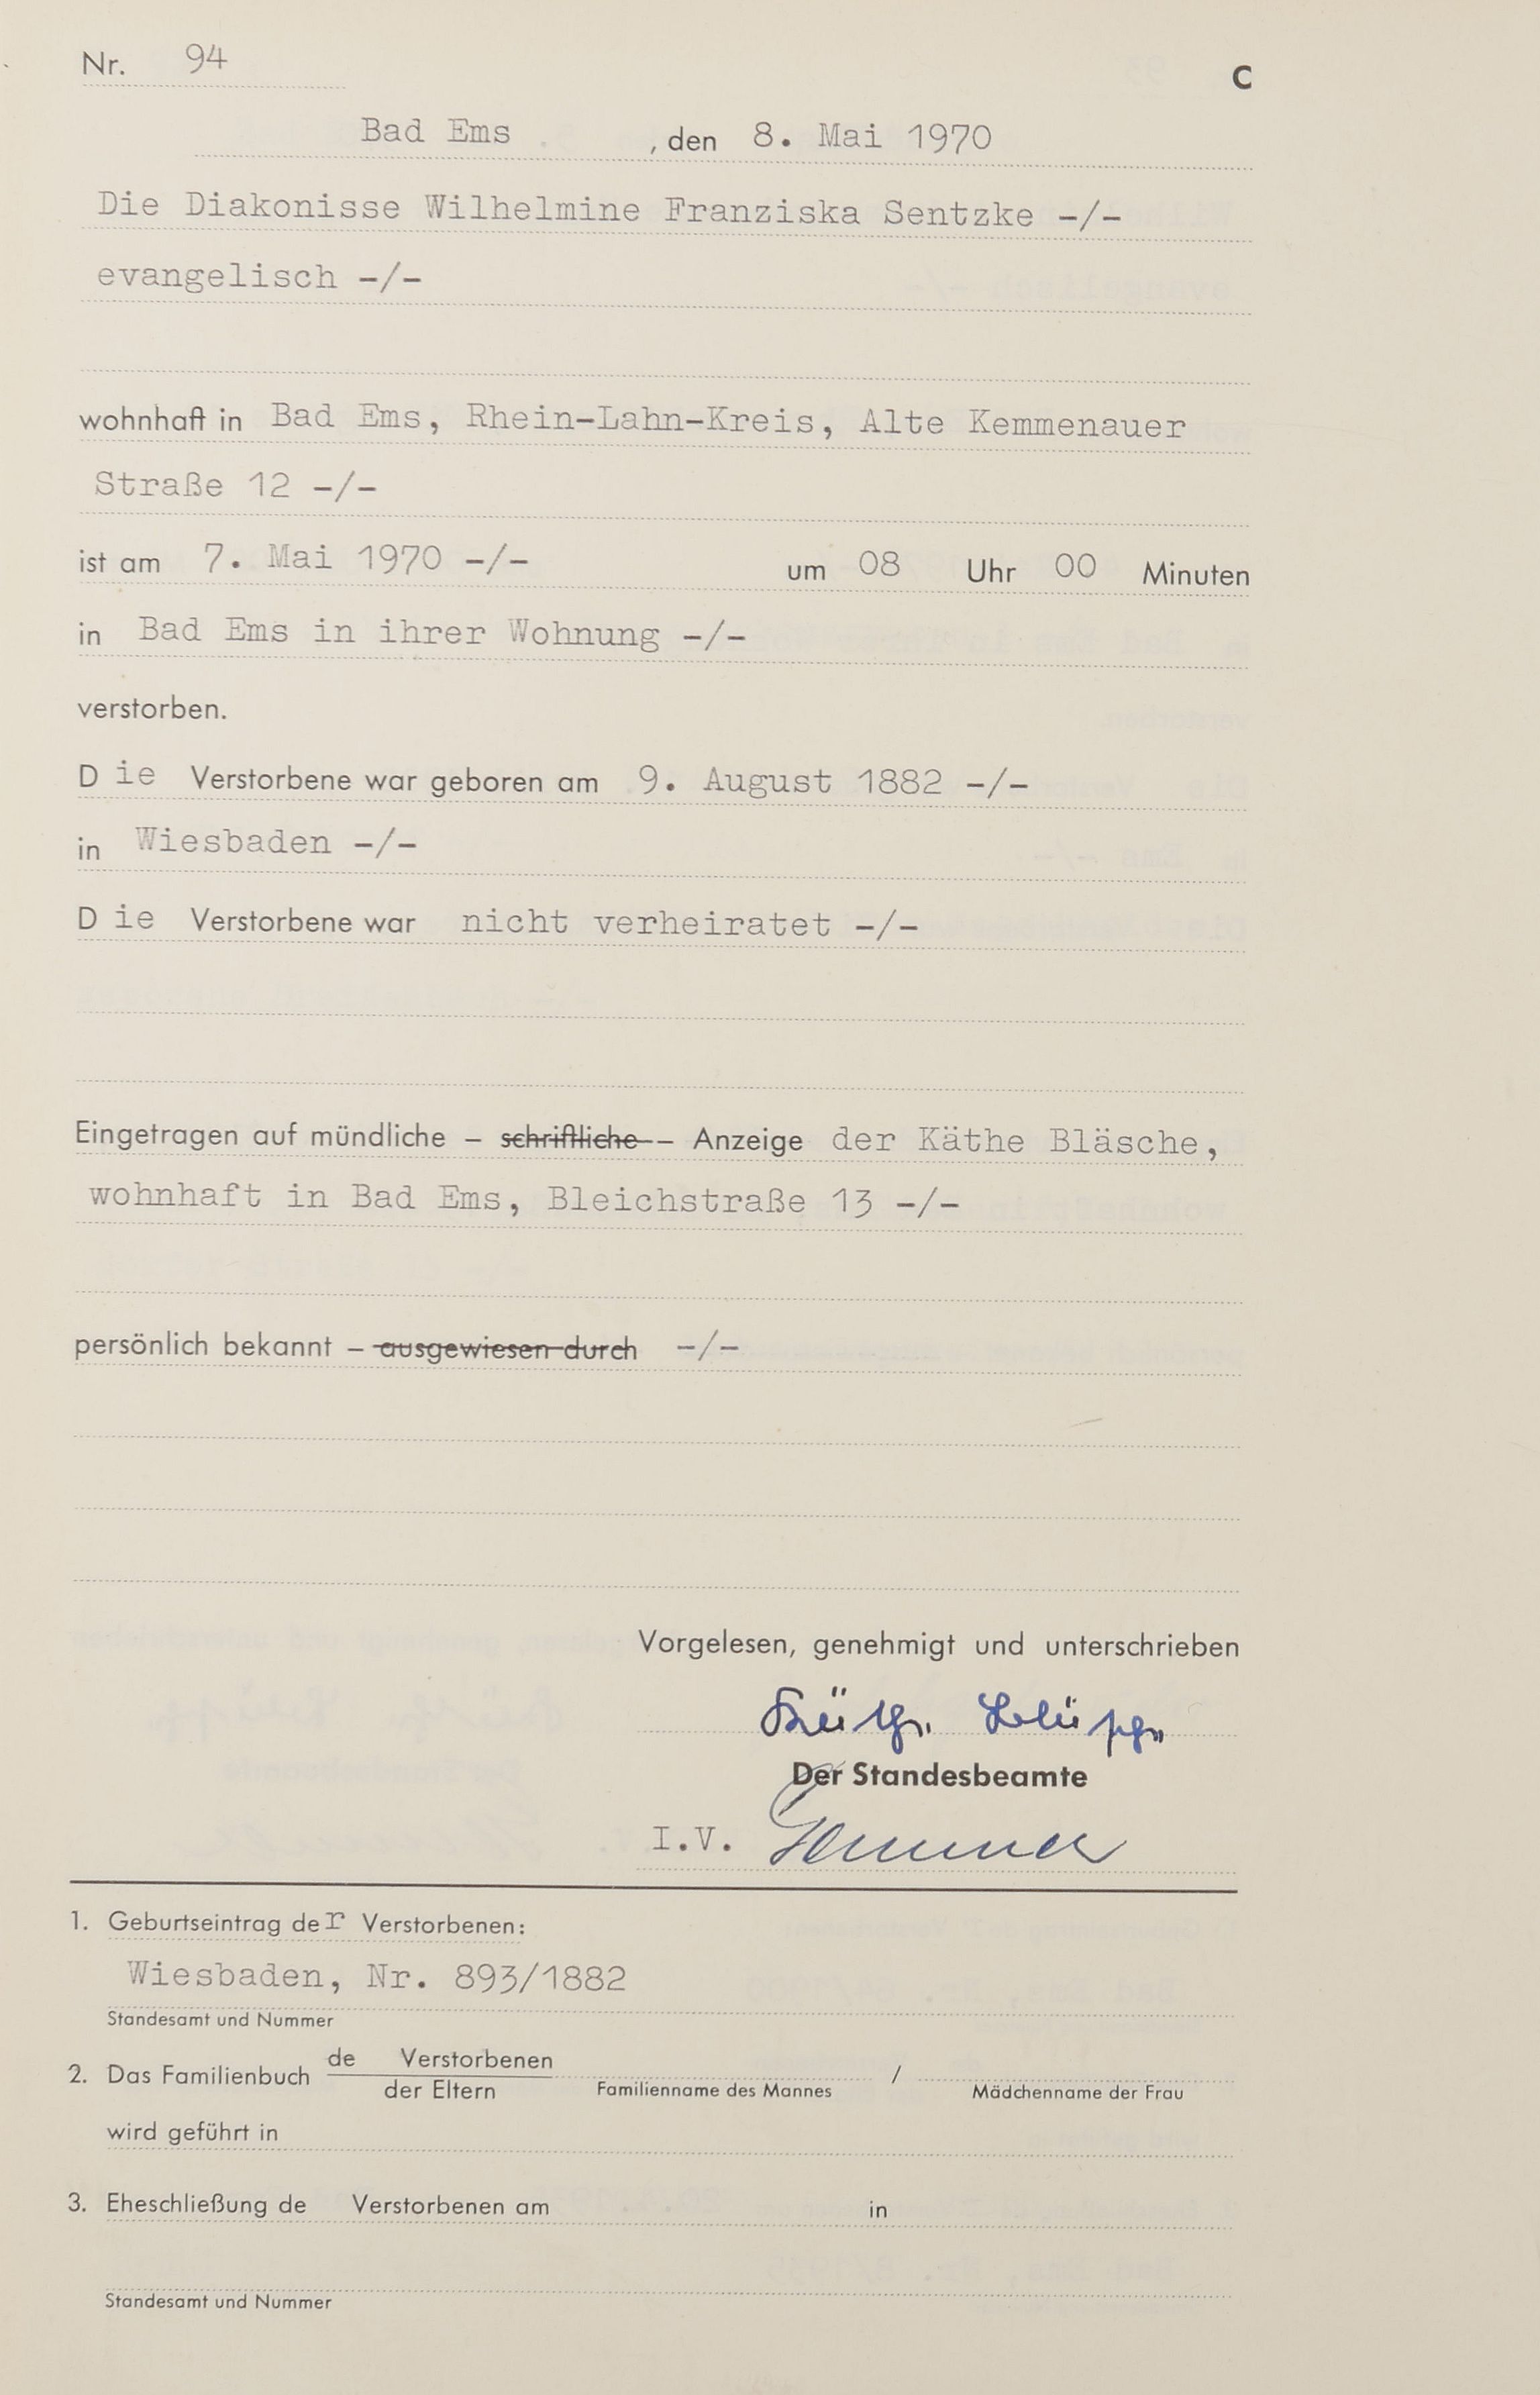 Nr. 94
C
Bad Ems , den 8. Mai 1970
Die Diakonisse Wilhelmine Franziska Sentzke -/-
evangelisch -/-
wohnhaft in Bad Ems, Rhein-Lahn-Kreis, Alte Kemmenauer
Straße 12 -/-
ist am 7. Mai 1970 -/- um 08 Uhr 00 Minuten
in Bad Ems in ihrer Wohnung -/-
verstorben.
Die Verstorbene war geboren am 9. August 1882 -/-
in Wiesbaden -/-
Die Verstorbene war nicht verheiratet -/-
Eingetragen auf mündliche – schriftliche – Anzeige der Käthe Bläsche,
wohnhaft in Bad Ems, Bleichstraße 13 -/-
persönlich bekannt – ausgewiesen durch -/-
Vorgelesen, genehmigt und unterschrieben
Der Standesbeamte
I.V.
1. Geburtseintrag der Verstorbenen:
Wiesbaden, Nr. 893/1882
Standesamt und Nummer
2. Das Familienbuch de Verstorbenen
der Eltern
/
Familienname des Mannes Mädchenname der Frau
wird geführt in
3. Eheschließung de Verstorbenen am in
Standesamt und Nummer